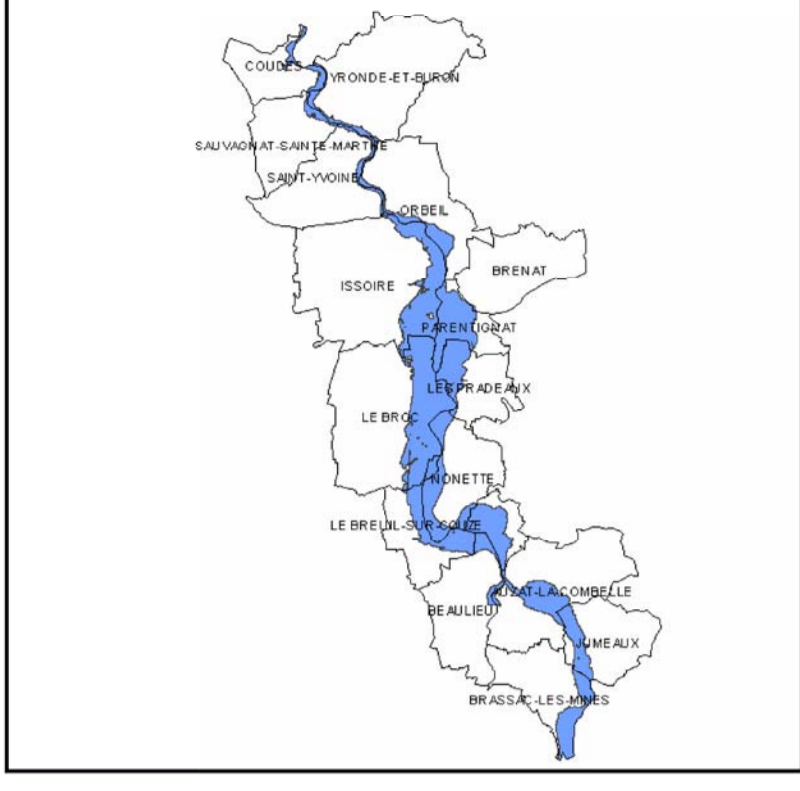 COUDES
YRONDE-ET-BURON
SAUVAGNAT-SAINTE-MARTHE
SAINT-YVOINE
ORBEIL
BRENAT
ISSOIRE
PARENTIGNAT
LES PRADEAUX
LE BROC
NONETTE
LE BREUIL-SUR-COUZE
AUZAT-LA-COMBELLE
BEAULIEU
JUMEAUX
BRASSAC-LES-MINES